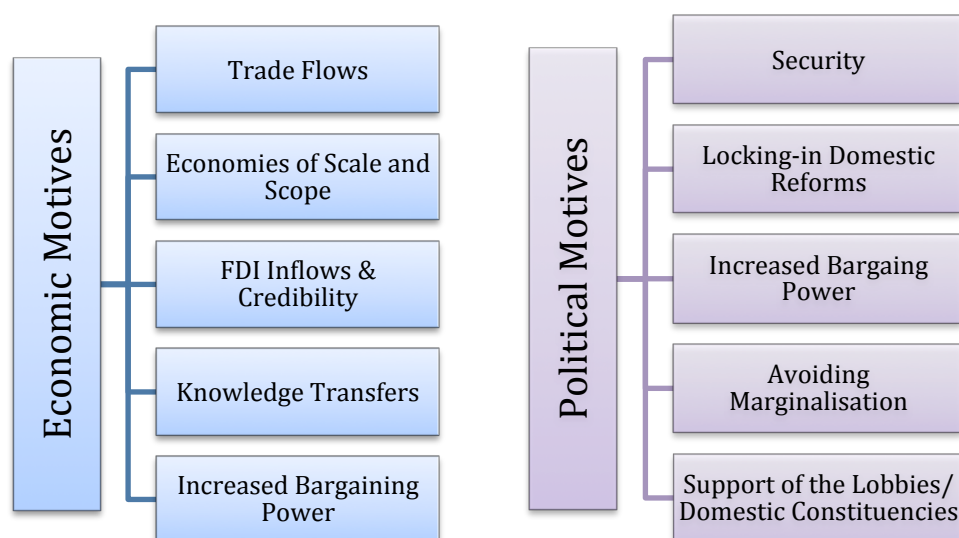 Economic Motives
Trade Flows
Economies of Scale and
Scope
FDI Inflows &
Credibility
Knowledge Transfers
Increased Bargaining
Power
Political Motives
Security
Locking-in Domestic
Reforms
Increased Bargaing
Power
Avoiding
Marginalisation
Support of the Lobbies/
Domestic Constituencies